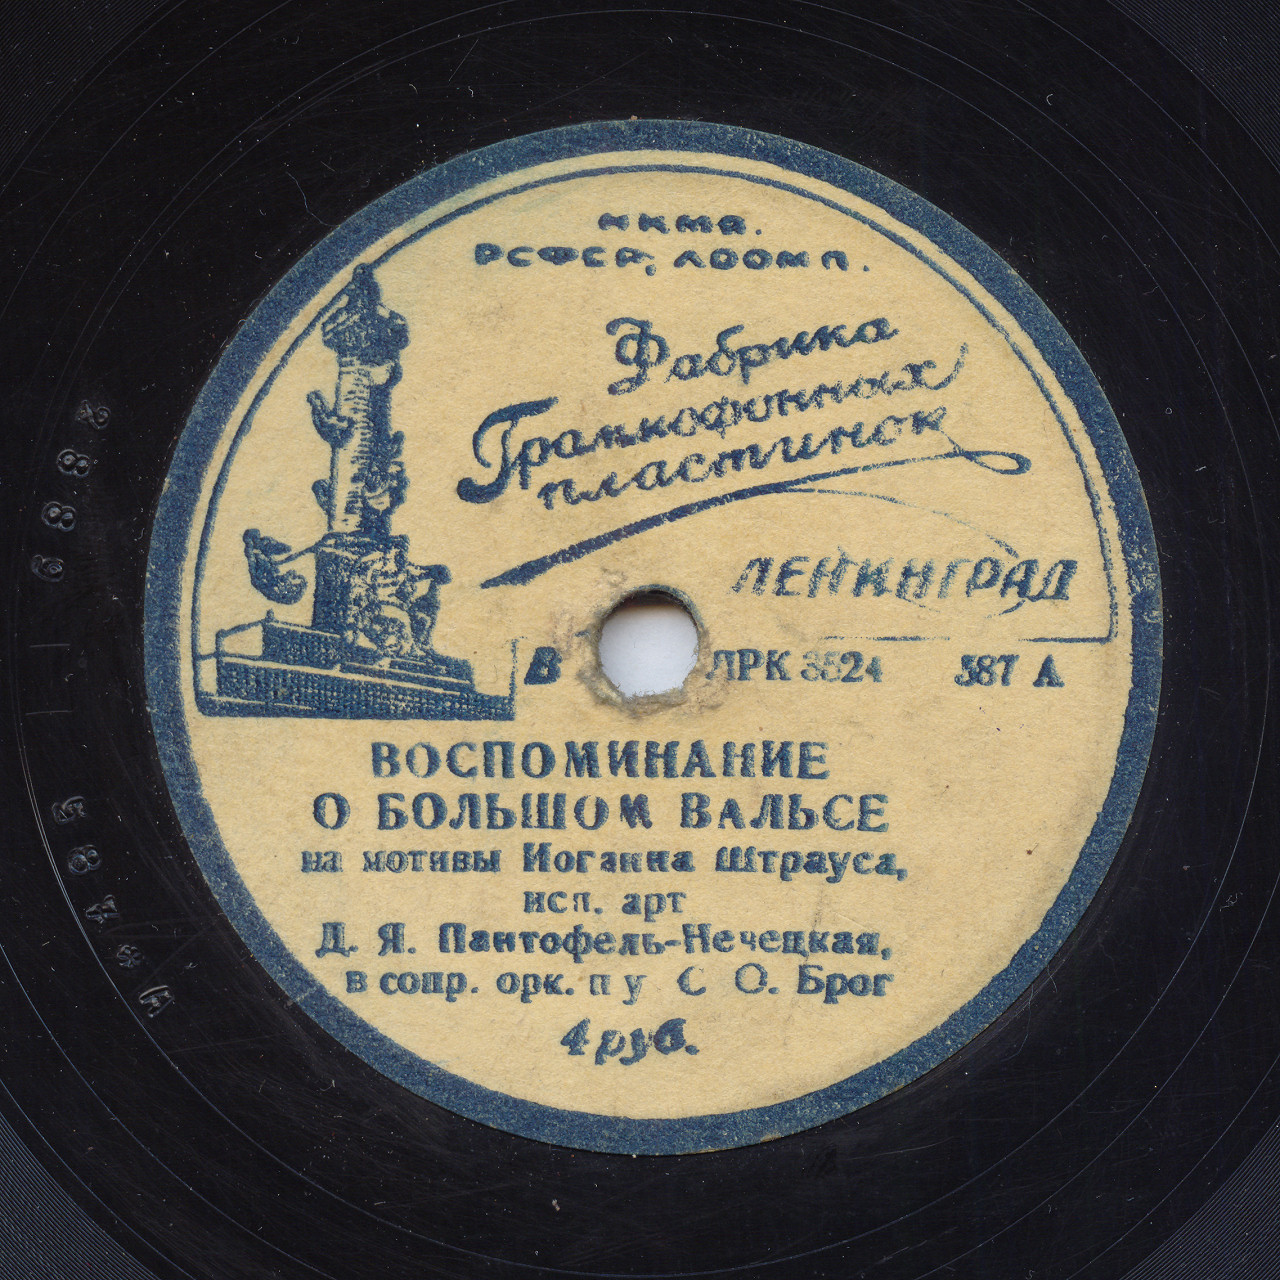 НКМП.
РСФСР, ЛООМП.
Фабрика
Граммофонных
пластинок
ЛЕНИНГРАД
В ЛРК 3524 587 А
ВОСПОМИНАНИЕ
О БОЛЬШОМ ВАЛЬСЕ
на мотивы Иоганна Штрауса,
исп. арт
Д. Я. Пантофель-Нечецкая,
в сопр. орк. п у С О. Брог
4 руб.